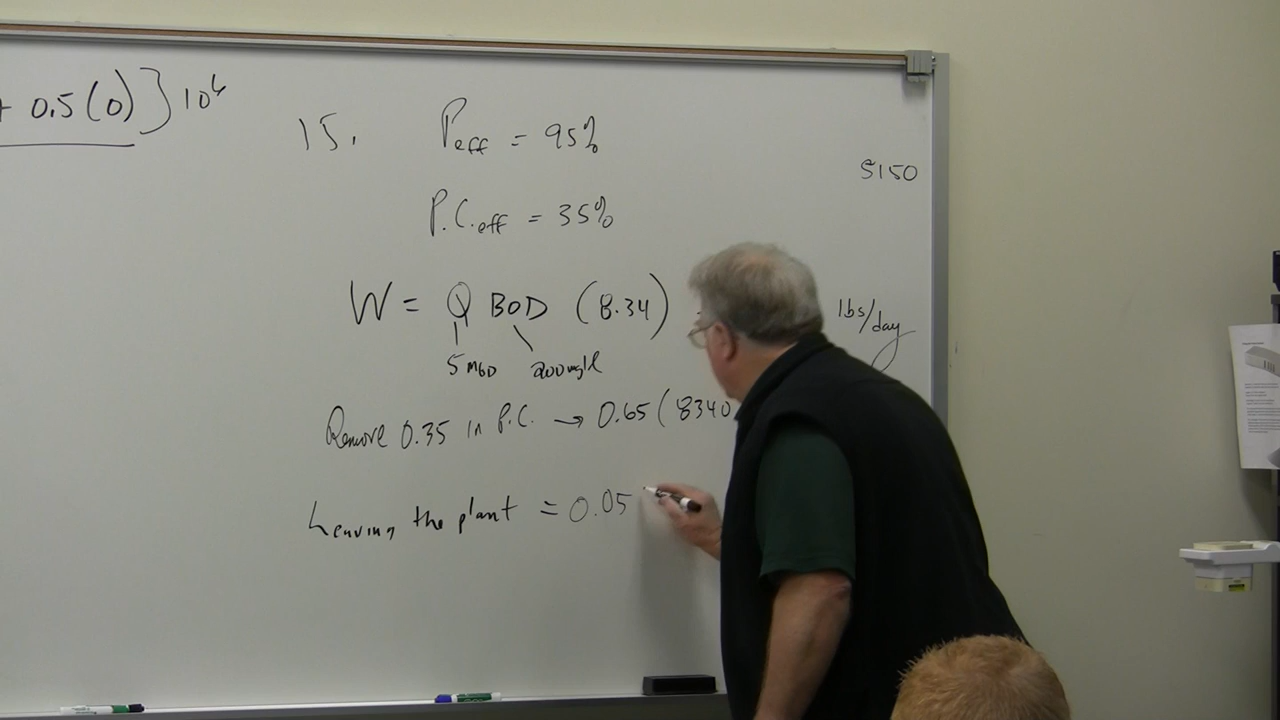 + 0.5 (0) } 10⁶
15. Peff = 95%
5150
P.C.eff = 35%
W = Q BOD (8.34) lbs/day
5 MGD 200 mg/l
Remove 0.35 in P.C. → 0.65 (8340
Leaving the plant = 0.05